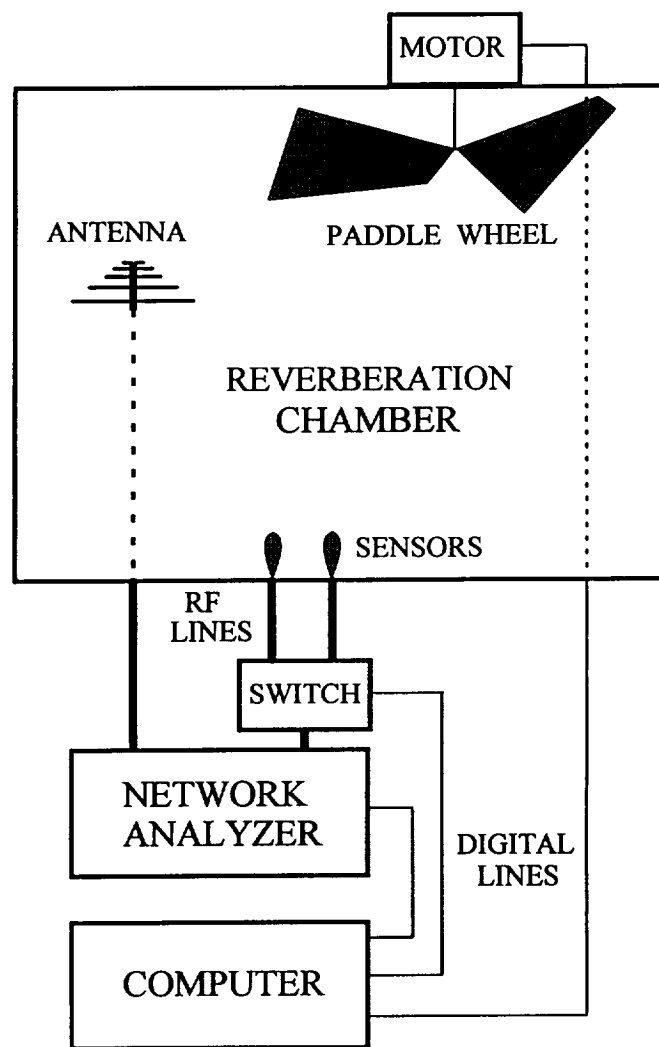 MOTOR
ANTENNA
PADDLE WHEEL
REVERBERATION
CHAMBER
SENSORS
RF
LINES
SWITCH
NETWORK
ANALYZER
DIGITAL
LINES
COMPUTER